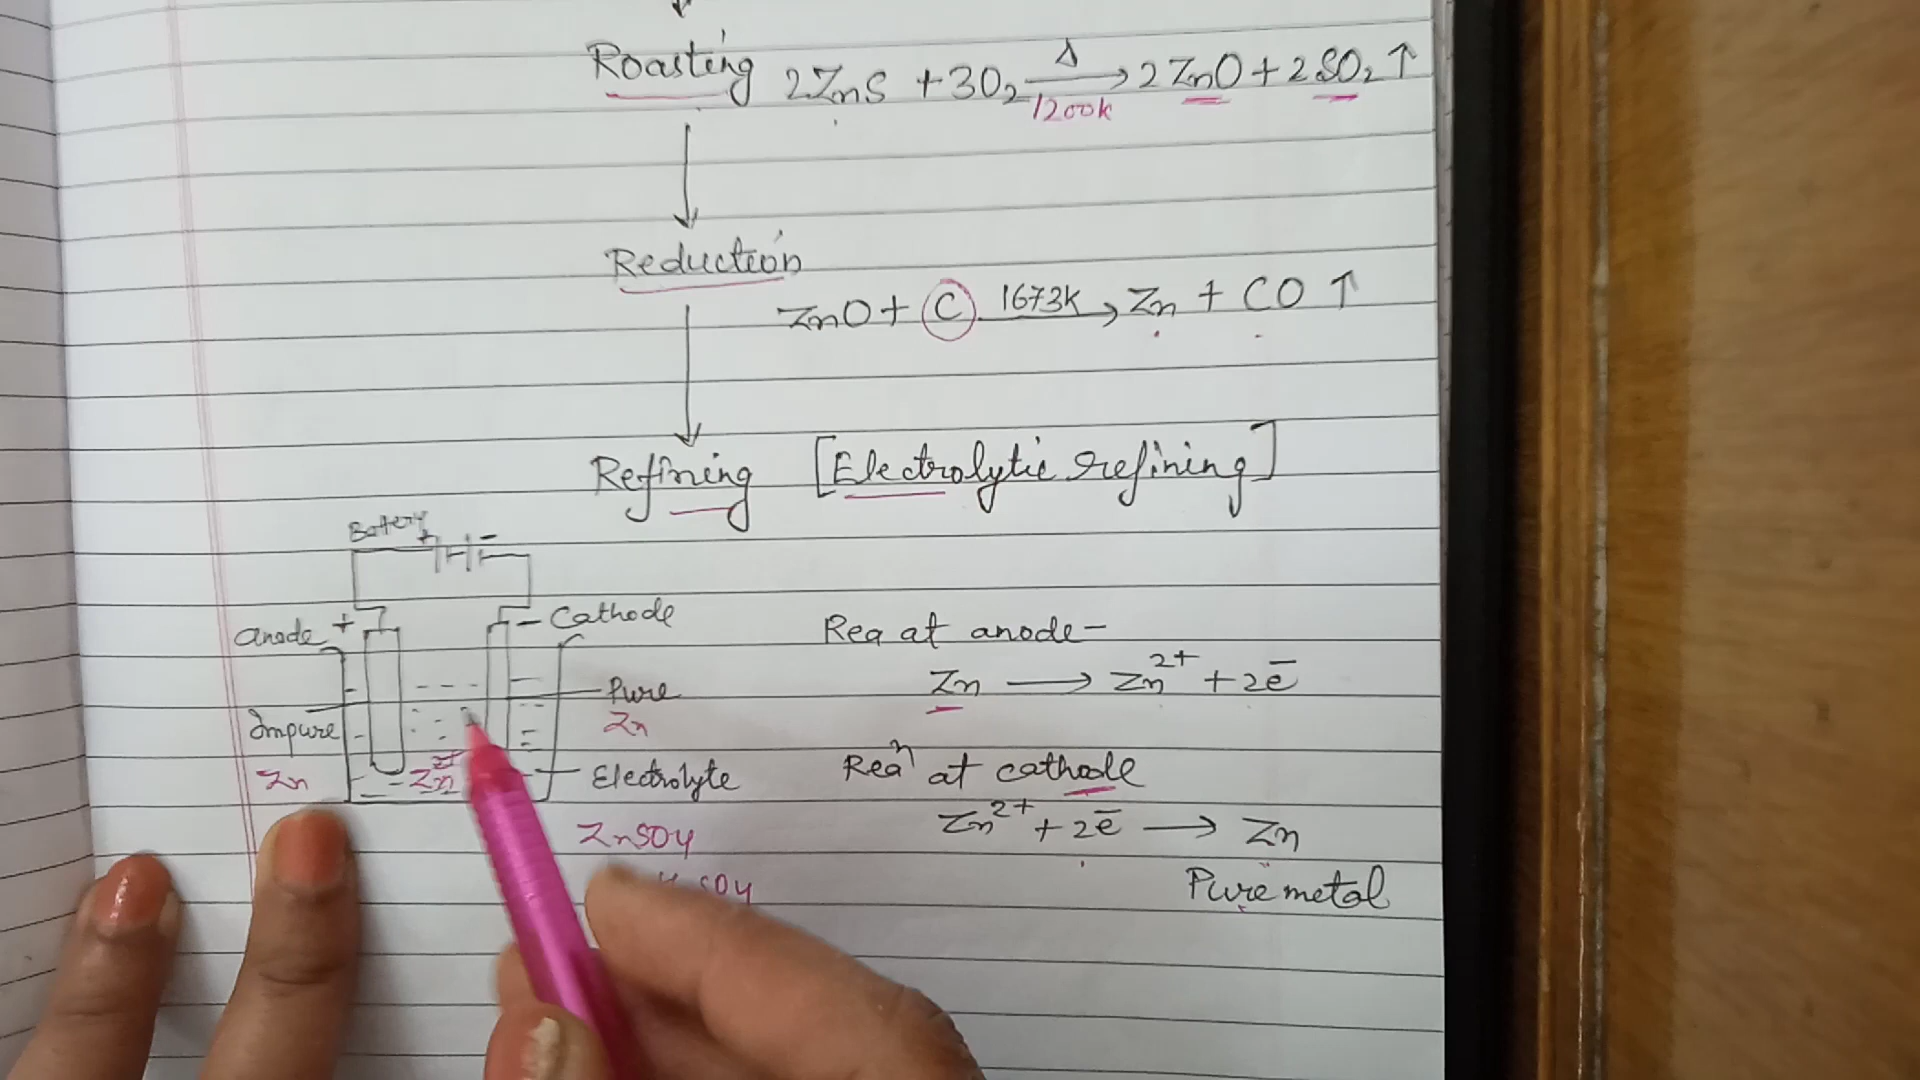 Roasting 2ZnS + 3O₂ —Δ→ 2ZnO + 2SO₂ ↑
1200k
Reduction
ZnO + C 1673K → Zn + CO ↑
Refining [Electrolytic refining]
Battery
+ -
anode + - Cathode
Impure
Zn
Pure
Zn
Zn²⁺
Electrolyte
ZnSO4
SO4
Rea at anode-
Zn → Zn²⁺ + 2e⁻
Reaⁿ at cathode
Zn²⁺ + 2e⁻ → Zn
Pure metal